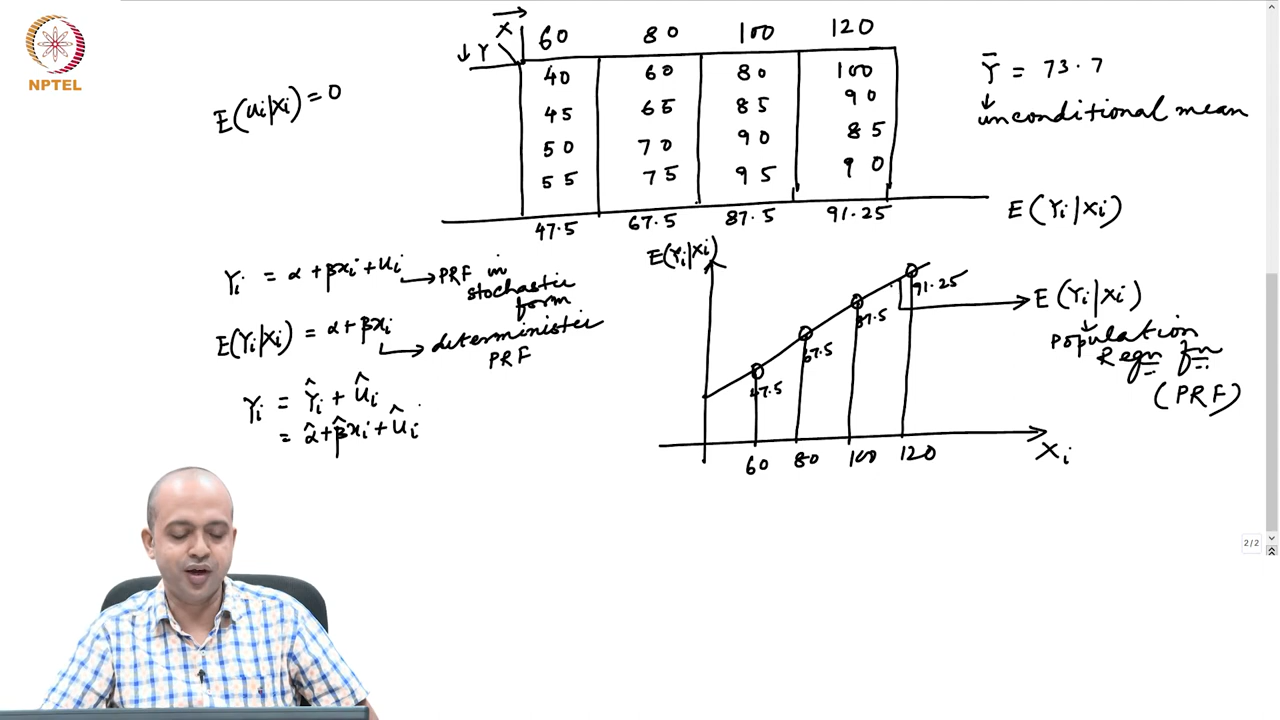 NPTEL
E(ui|xi) = 0
X 60 80 100 120
Y
40 60 80 100
45 65 85 90
50 70 90 85
55 75 95 90
47.5 67.5 87.5 91.25 E(Yi|Xi)
Ȳ = 73.7
unconditional mean
Yi = α+βxi+ui → PRF in
stochastic
form
E(Yi|xi) = α+βxi → deterministic
PRF
Yi = Ŷi + Ûi
= α̂+β̂xi+Ûi
E(Yi|Xi)
91.25
87.5
67.5
47.5
60 80 100 120 Xi
E(Yi|Xi)
Population
Regn fn
(PRF)
2/2